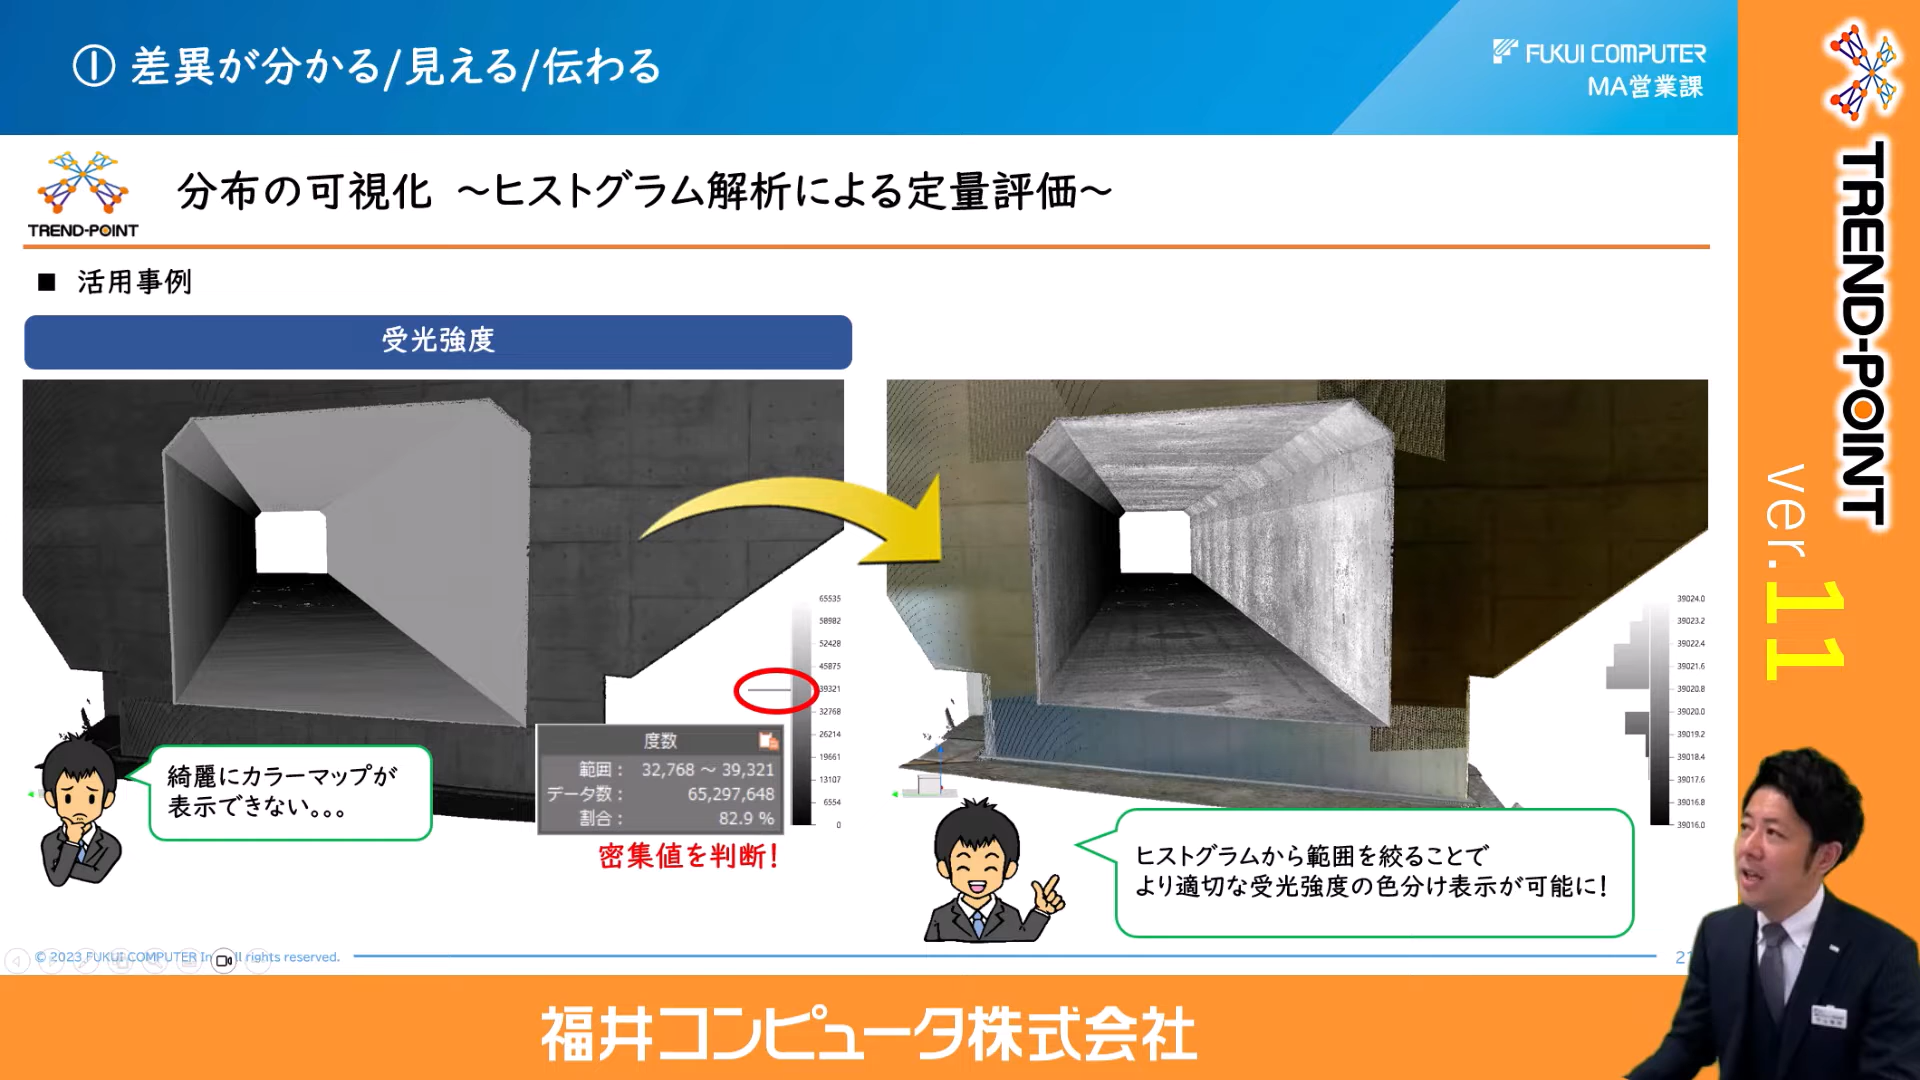 ① 差異が分かる/見える/伝わる
FUKUI COMPUTER
MA営業課
TREND-POINT
分布の可視化 ～ヒストグラム解析による定量評価～
■ 活用事例
受光強度
65535
58982
52428
45875
39321
32768
26214
19661
13107
6554
0
度数
範囲： 32,768 ～ 39,321
データ数： 65,297,648
割合： 82.9 %
密集値を判断！
綺麗にカラーマップが
表示できない。。。
39024.0
39023.2
39022.4
39021.6
39020.8
39020.0
39019.2
39018.4
39017.6
39016.8
39016.0
ヒストグラムから範囲を絞ることで
より適切な受光強度の色分け表示が可能に！
© 2023 FUKUI COMPUTER In ll rights reserved.
TREND-POINT
ver.11
福井コンピュータ株式会社